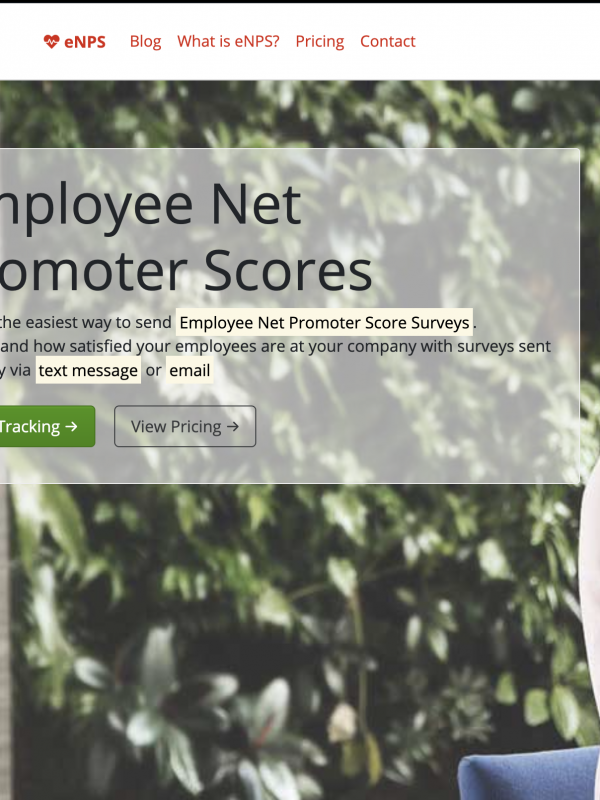 eNPS Blog What is eNPS? Pricing Contact
mployee Net
omoter Scores
the easiest way to send Employee Net Promoter Score Surveys.
and how satisfied your employees are at your company with surveys sent
y via text message or email
Tracking → View Pricing →